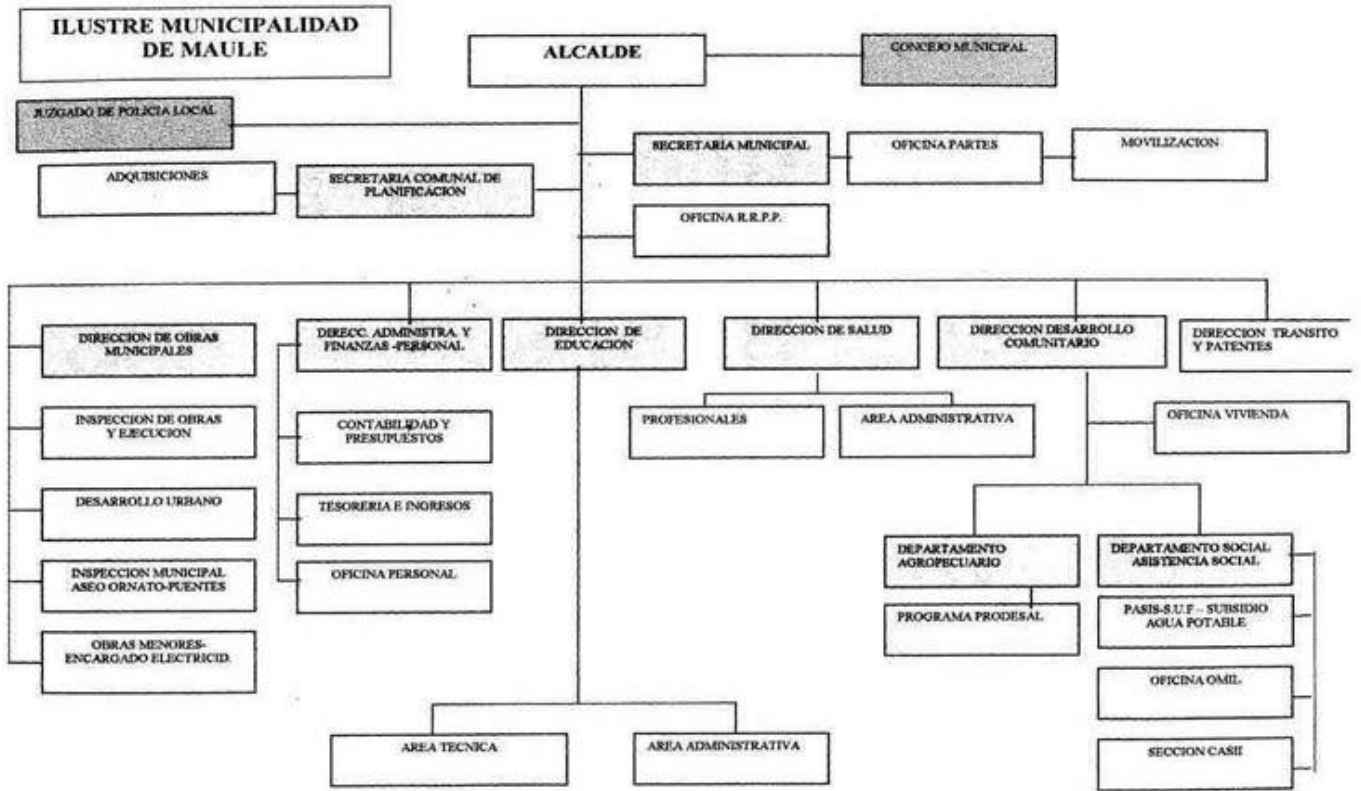 ILUSTRE MUNICIPALIDAD
DE MAULE
ALCALDE
CONCEJO MUNICIPAL
JUZGADO DE POLICIA LOCAL
SECRETARIA MUNICIPAL
OFICINA PARTES
MOVILIZACION
ADQUISICIONES
SECRETARIA COMUNAL DE
PLANIFICACION
OFICINA R.R.P.P.
DIRECCION DE OBRAS
MUNICIPALES
DIRECC. ADMINISTRA. Y
FINANZAS -PERSONAL
DIRECCION DE
EDUCACION
DIRECCION DE SALUD
DIRECCION DESARROLLO
COMUNITARIO
DIRECCION TRANSITO
Y PATENTES
INSPECCION DE OBRAS
Y EJECUCION
CONTABILIDAD Y
PRESUPUESTOS
PROFESIONALES
AREA ADMINISTRATIVA
OFICINA VIVIENDA
DESARROLLO URBANO
TESORERIA E INGRESOS
INSPECCION MUNICIPAL
ASEO ORNATO-PUENTES
OFICINA PERSONAL
DEPARTAMENTO
AGROPECUARIO
DEPARTAMENTO SOCIAL
ASISTENCIA SOCIAL
PROGRAMA PRODESAL
PASIS-S.U.F – SUBSIDIO
AGUA POTABLE
OBRAS MENORES-
ENCARGADO ELECTRICID.
OFICINA OMIL
AREA TECNICA
AREA ADMINISTRATIVA
SECCION CASII